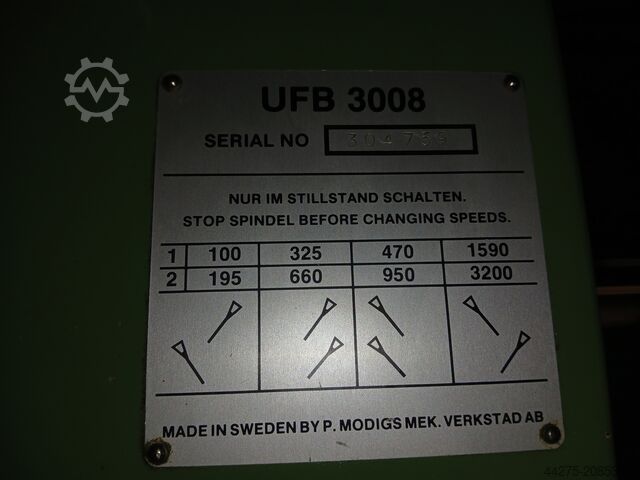 UFB 3008
SERIAL NO 304759
NUR IM STILLSTAND SCHALTEN.
STOP SPINDEL BEFORE CHANGING SPEEDS.
1 100 325 470 1590
2 195 660 950 3200
MADE IN SWEDEN BY P. MODIGS MEK. VERKSTAD AB